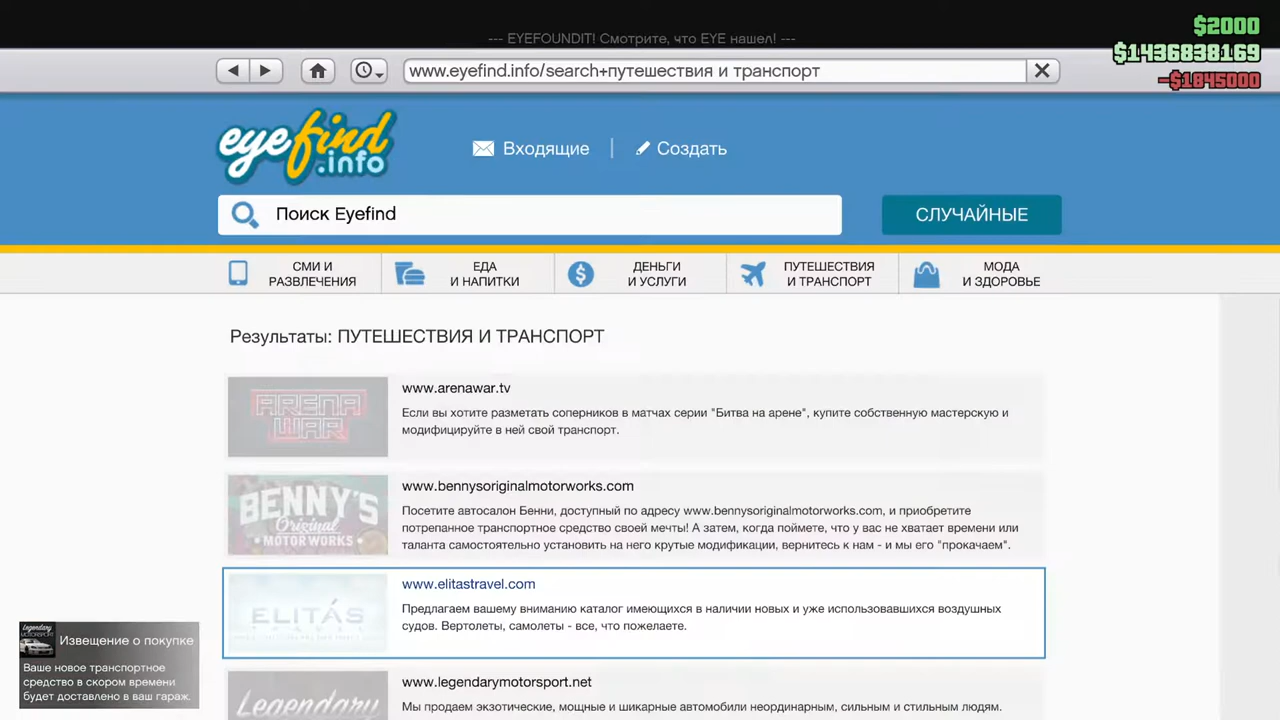 --- EYEFOUNDIT! Смотрите, что EYE нашел! ---
$2000
$1436838169
-$1845000
www.eyefind.info/search+путешествия и транспорт
eyefind
.info
Входящие
Создать
Поиск Eyefind
СЛУЧАЙНЫЕ
СМИ И
РАЗВЛЕЧЕНИЯ
ЕДА
И НАПИТКИ
ДЕНЬГИ
И УСЛУГИ
ПУТЕШЕСТВИЯ
И ТРАНСПОРТ
МОДА
И ЗДОРОВЬЕ
Результаты: ПУТЕШЕСТВИЯ И ТРАНСПОРТ
ARENA
WAR
www.arenawar.tv
Если вы хотите разметать соперников в матчах серии "Битва на арене", купите собственную мастерскую и
модифицируйте в ней свой транспорт.
BENNY'S
Original
MOTOR WORKS
www.bennysoriginalmotorworks.com
Посетите автосалон Бенни, доступный по адресу www.bennysoriginalmotorworks.com, и приобретите
потрепанное транспортное средство своей мечты! А затем, когда поймете, что у вас не хватает времени или
таланта самостоятельно установить на него крутые модификации, вернитесь к нам - и мы его "прокачаем".
ELITÁS
www.elitastravel.com
Предлагаем вашему вниманию каталог имеющихся в наличии новых и уже использовавшихся воздушных
судов. Вертолеты, самолеты - все, что пожелаете.
Legendary
www.legendarymotorsport.net
Мы продаем экзотические, мощные и шикарные автомобили неординарным, сильным и стильным людям.
Legendary
MOTORSPORT
Извещение о покупке
Ваше новое транспортное
средство в скором времени
будет доставлено в ваш гараж.